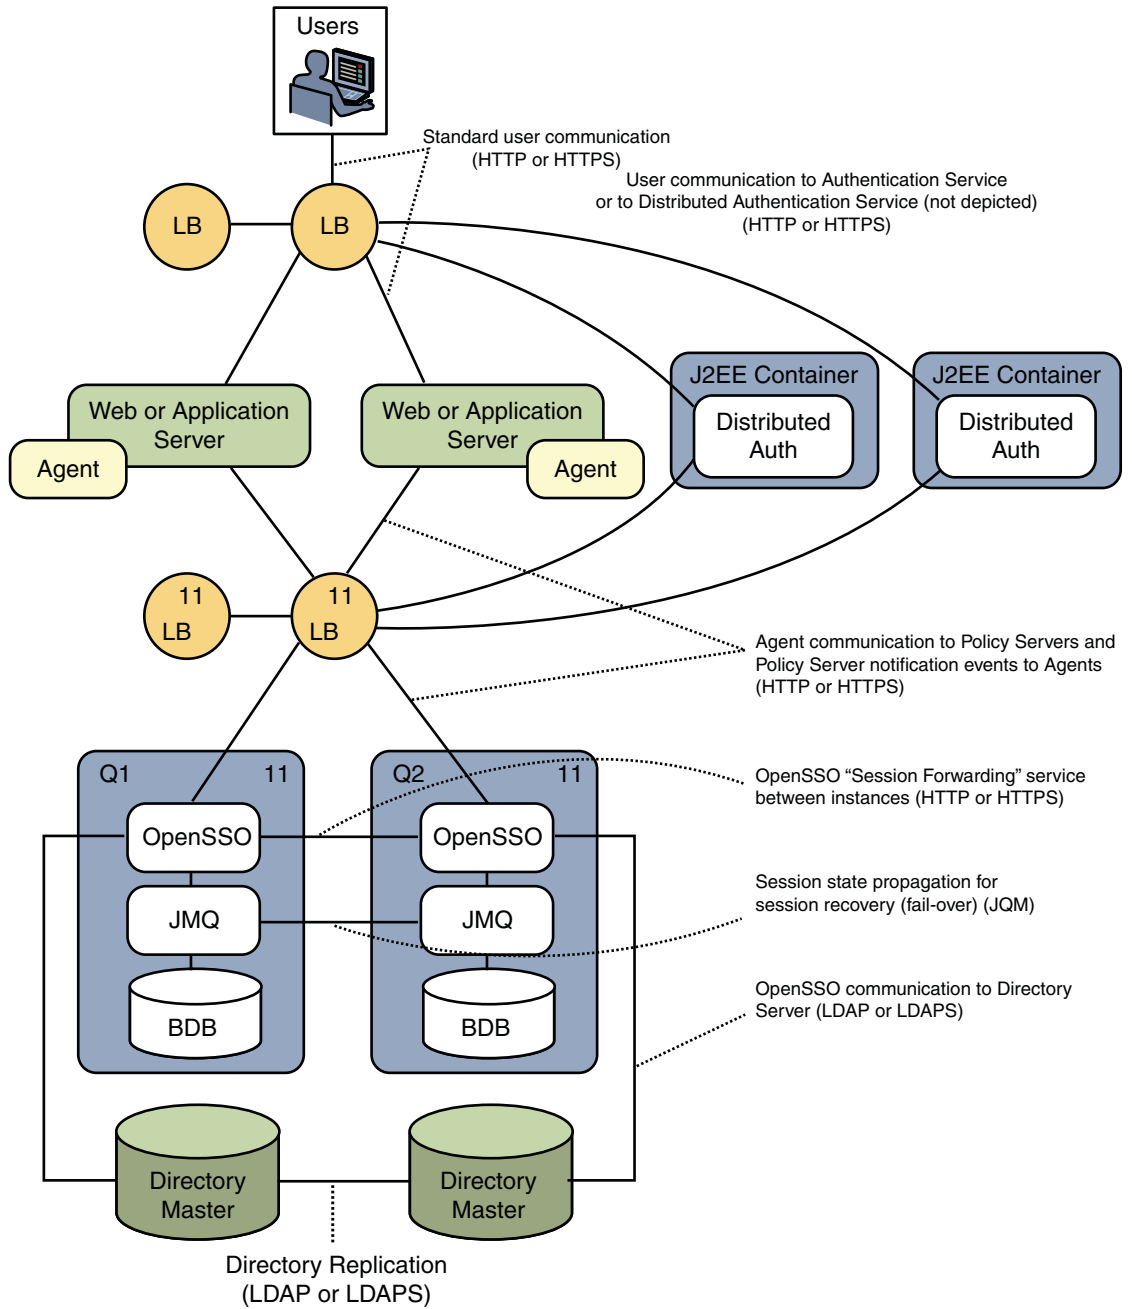 Users
Standard user communication
(HTTP or HTTPS)
User communication to Authentication Service
or to Distributed Authentication Service (not depicted)
(HTTP or HTTPS)
LB
LB
J2EE Container
Distributed
Auth
J2EE Container
Distributed
Auth
Web or Application
Server
Agent
Web or Application
Server
Agent
11
LB
11
LB
Agent communication to Policy Servers and
Policy Server notification events to Agents
(HTTP or HTTPS)
Q1
11
OpenSSO
JMQ
BDB
Q2
11
OpenSSO
JMQ
BDB
OpenSSO “Session Forwarding” service
between instances (HTTP or HTTPS)
Session state propagation for
session recovery (fail-over) (JQM)
OpenSSO communication to Directory
Server (LDAP or LDAPS)
Directory
Master
Directory
Master
Directory Replication
(LDAP or LDAPS)